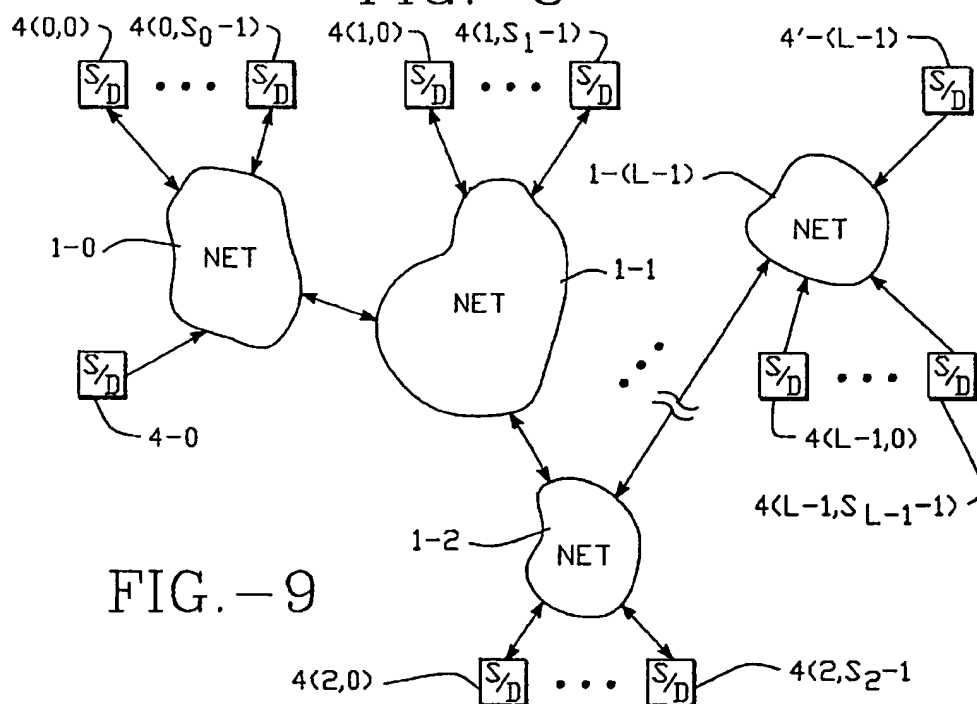 4(0,0) 4(0,S0-1) 4(1,0) 4(1,S1-1) 4'-(L-1)
S/D S/D S/D S/D S/D
1-(L-1)
1-0 NET NET 1-1 NET
S/D
4-0
S/D S/D
4(L-1,0)
4(L-1,S L-1-1)
1-2 NET
FIG.-9
4(2,0) S/D S/D 4(2,S2-1